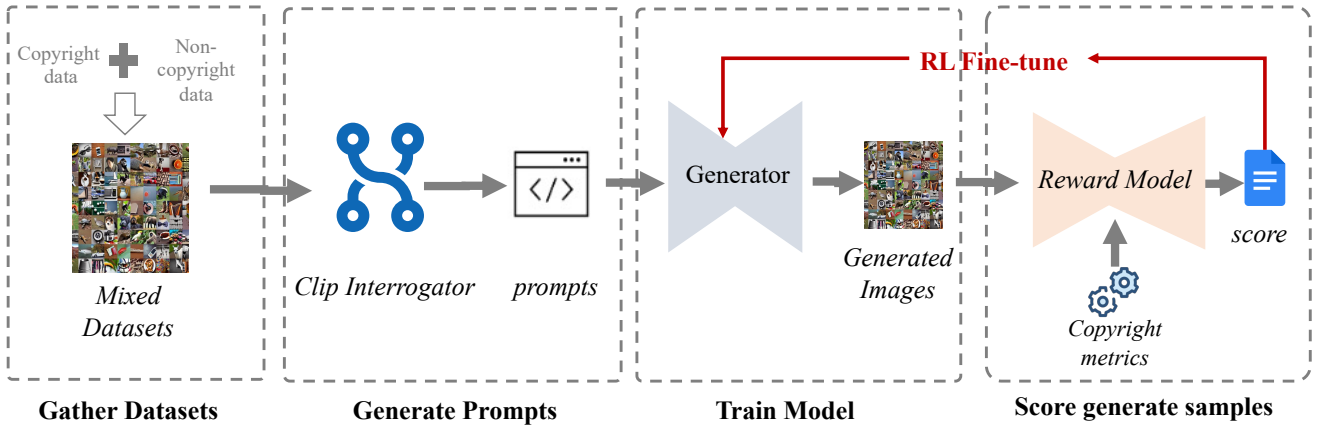 Copyright
data
Non-
copyright
data
Mixed
Datasets
Gather Datasets
Clip Interrogator
</>
prompts
Generate Prompts
RL Fine-tune
Generator
Generated
Images
Train Model
Reward Model
score
Copyright
metrics
Score generate samples